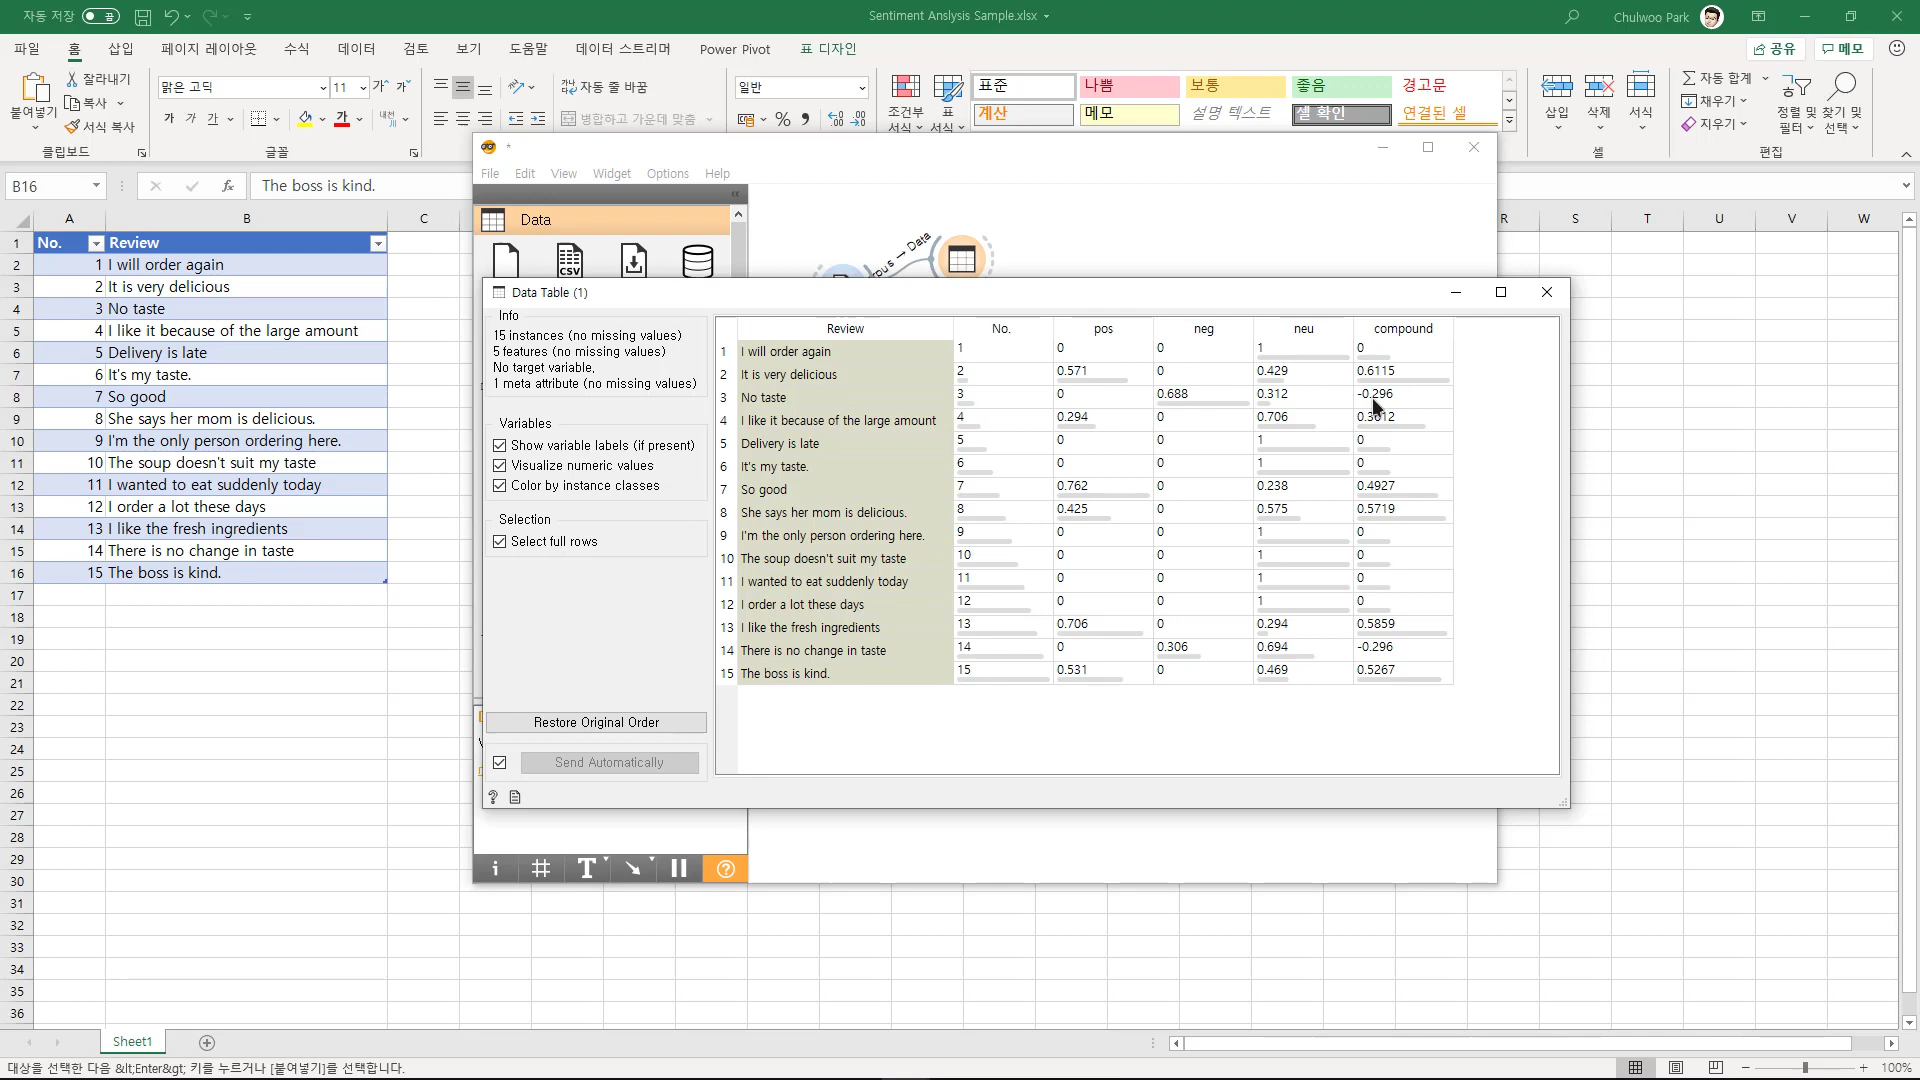 자동 저장 끔 Sentiment Anslysis Sample.xlsx Chulwoo Park
파일 홈 삽입 페이지 레이아웃 수식 데이터 검토 보기 도움말 데이터 스트리머 Power Pivot 표 디자인 공유 메모
붙여넣기 잘라내기 복사 서식 복사 클립보드
맑은 고딕 11 가^ 가ˇ
가 가 가 가 내천 글꼴
자동 줄 바꿈
병합하고 가운데 맞춤
일반
% ,
조건부 서식 표 서식
표준 나쁨 보통 좋음 경고문
계산 메모 설명 텍스트 셀 확인 연결된 셀
삽입 삭제 서식 셀
자동 합계 채우기 지우기 정렬 및 필터 찾기 및 선택 편집
B16 fx The boss is kind.
A B C R S T U V W
1 No. Review
2 1 I will order again
3 2 It is very delicious
4 3 No taste
5 4 I like it because of the large amount
6 5 Delivery is late
7 6 It's my taste.
8 7 So good
9 8 She says her mom is delicious.
10 9 I'm the only person ordering here.
11 10 The soup doesn't suit my taste
12 11 I wanted to eat suddenly today
13 12 I order a lot these days
14 13 I like the fresh ingredients
15 14 There is no change in taste
16 15 The boss is kind.
17
18
19
20
21
22
23
24
25
26
27
28
29
30
31
32
33
34
35
36
*
File Edit View Widget Options Help
Data
CSV
→ Data
Data Table (1)
Info
15 instances (no missing values)
5 features (no missing values)
No target variable.
1 meta attribute (no missing values)
Variables
Show variable labels (if present)
Visualize numeric values
Color by instance classes
Selection
Select full rows
Restore Original Order
Send Automatically
Review No. pos neg neu compound
1 I will order again 1 0 0 1 0
2 It is very delicious 2 0.571 0 0.429 0.6115
3 No taste 3 0 0.688 0.312 -0.296
4 I like it because of the large amount 4 0.294 0 0.706 0.3612
5 Delivery is late 5 0 0 1 0
6 It's my taste. 6 0 0 1 0
7 So good 7 0.762 0 0.238 0.4927
8 She says her mom is delicious. 8 0.425 0 0.575 0.5719
9 I'm the only person ordering here. 9 0 0 1 0
10 The soup doesn't suit my taste 10 0 0 1 0
11 I wanted to eat suddenly today 11 0 0 1 0
12 I order a lot these days 12 0 0 1 0
13 I like the fresh ingredients 13 0.706 0 0.294 0.5859
14 There is no change in taste 14 0 0.306 0.694 -0.296
15 The boss is kind. 15 0.531 0 0.469 0.5267
?
i # T ?
Sheet1
대상을 선택한 다음 &lt;Enter&gt; 키를 누르거나 [붙여넣기]를 선택합니다.
100%